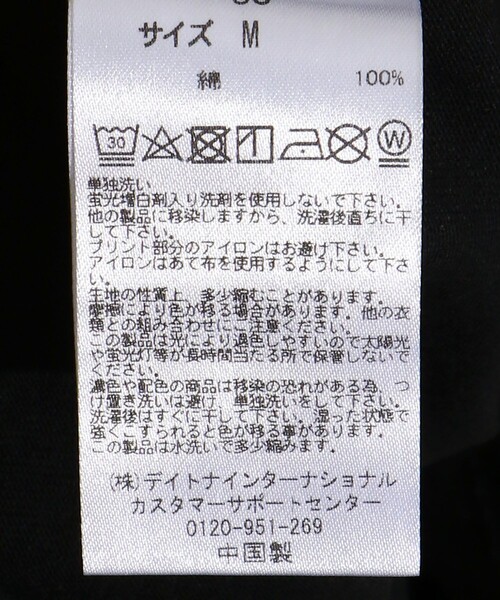 サイズ M
綿 100%
30 W
単独洗い
蛍光増白剤入り洗剤を使用しないで下さい。
他の製品に移染しますから、洗濯後直ちに干
して下さい。
プリント部分のアイロンはお避け下さい。
アイロンはあて布を使用するようにして下さ
い。
生地の性質上、多少縮むことがあります。
摩擦により色が移る場合があります。他の衣
類との組み合わせにご注意ください。
この製品は光により退色しやすいので太陽光
や蛍光灯等が長時間当たる所で保管しないで
ください。
濃色や配色の商品は移染の恐れがある為、つ
け置き洗いは避け、単独洗いをして下さい。
洗濯後はすぐに干して下さい。湿った状態で
強くこすられると色が移る事があります。
この製品は水洗いで多少縮みます。
(株)デイトナインターナショナル
カスタマーサポートセンター
0120-951-269
中国製